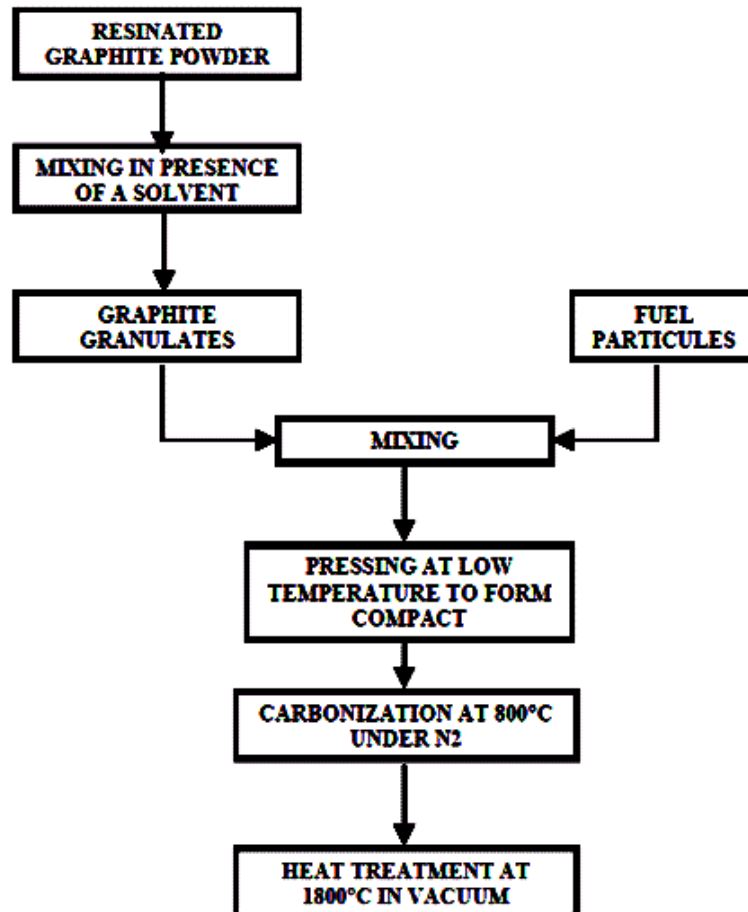 RESINATED
GRAPHITE POWDER
MIXING IN PRESENCE
OF A SOLVENT
GRAPHITE
GRANULATES
FUEL
PARTICULES
MIXING
PRESSING AT LOW
TEMPERATURE TO FORM
COMPACT
CARBONIZATION AT 800°C
UNDER N2
HEAT TREATMENT AT
1800°C IN VACUUM